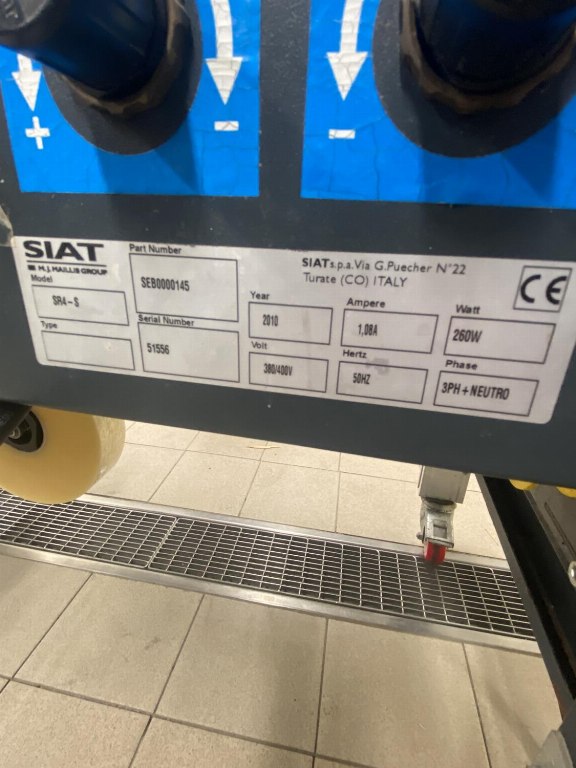 +
-
-
SIAT
M.J.MAILLIS GROUP
Model
SR4-S
Type
Part Number
SEB0000145
Serial Number
51556
SIAT s.p.a. Via G.Puecher N°22
Turate (CO) ITALY
CE
Year
2010
Ampere
1,08A
Watt
260W
Volt
380/400V
Hertz
50HZ
Phase
3PH+NEUTRO